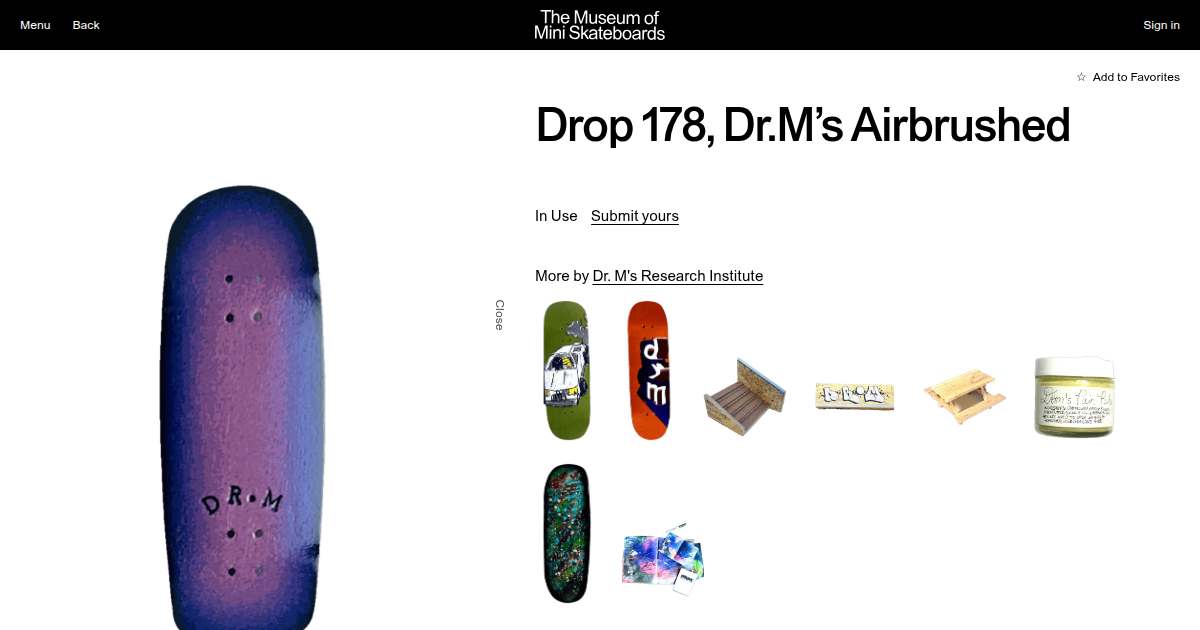 Menu
Back
The Museum of
Mini Skateboards
Sign in
☆ Add to Favorites
Drop 178, Dr.M’s Airbrushed
In Use
Submit yours
More by Dr. M's Research Institute
Close
DR•M
drm